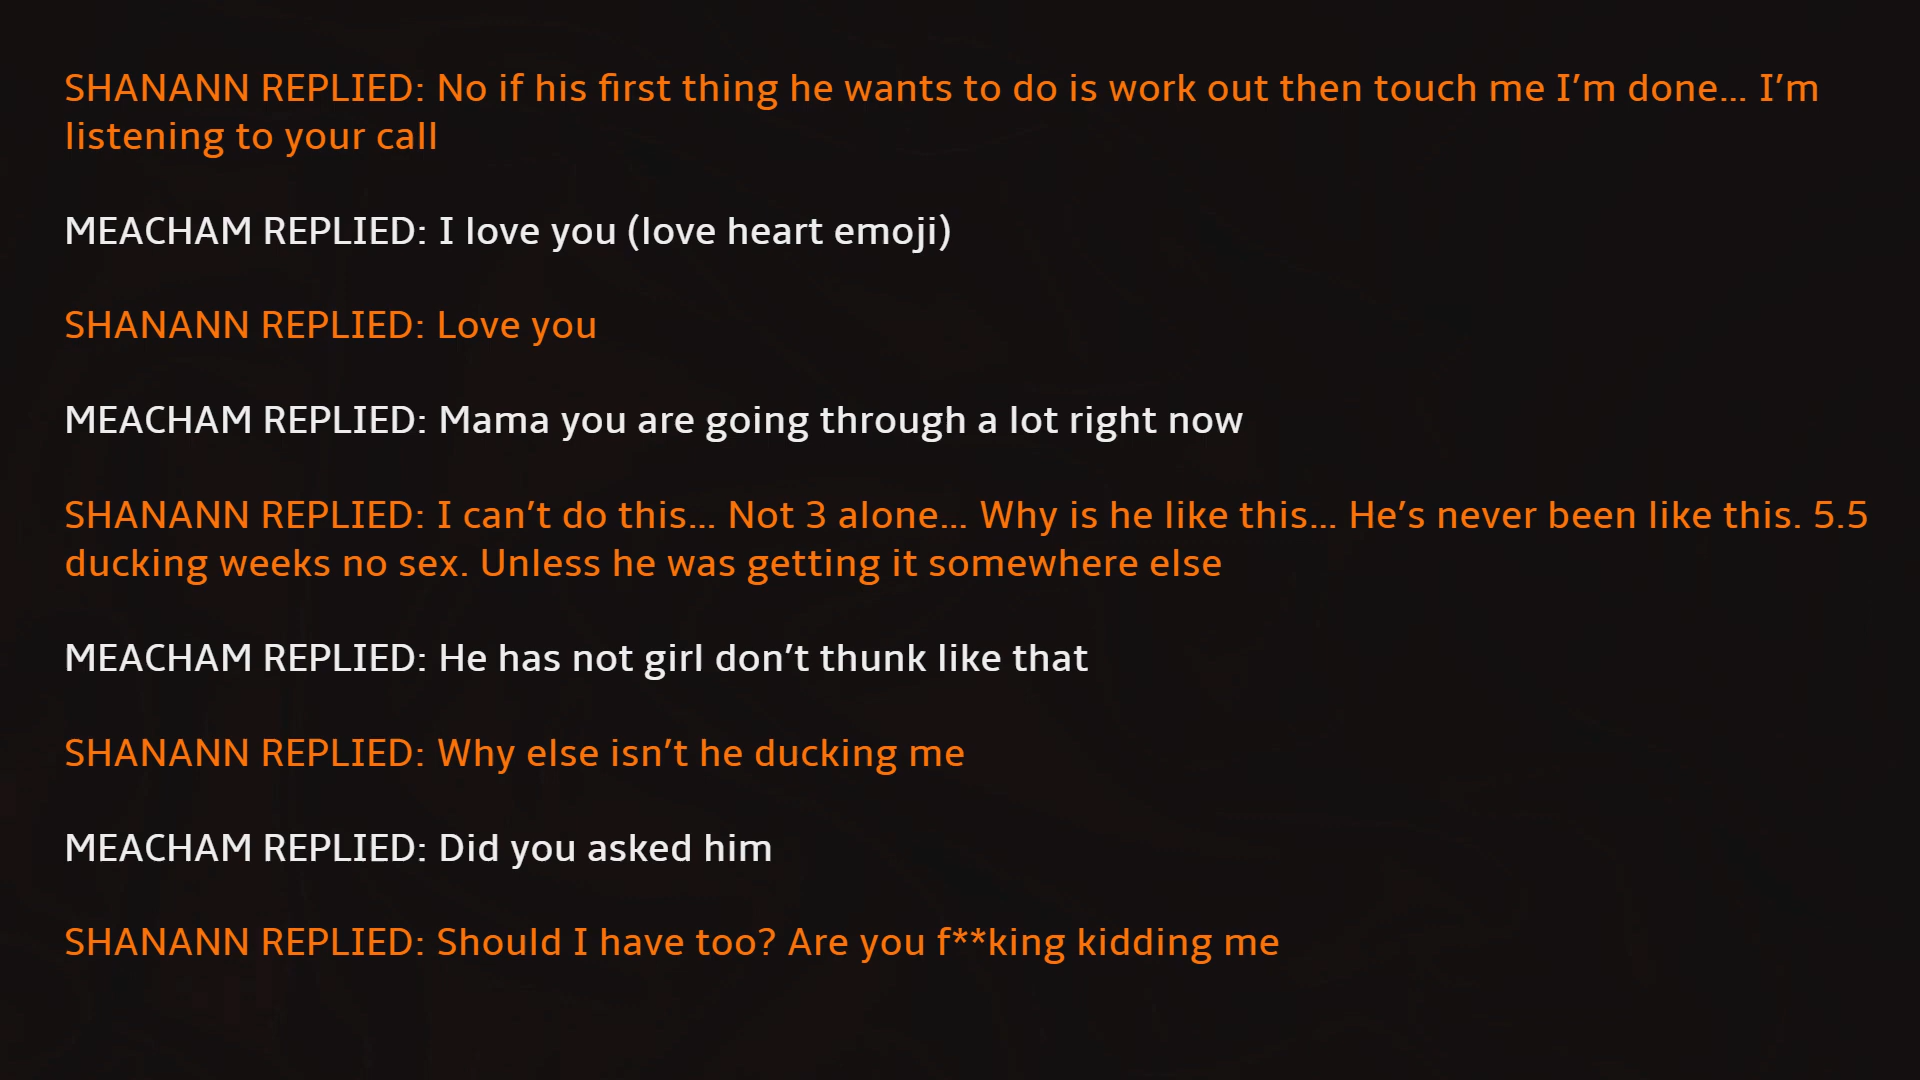 SHANANN REPLIED: No if his first thing he wants to do is work out then touch me I’m done... I’m
listening to your call
MEACHAM REPLIED: I love you (love heart emoji)
SHANANN REPLIED: Love you
MEACHAM REPLIED: Mama you are going through a lot right now
SHANANN REPLIED: I can’t do this... Not 3 alone... Why is he like this... He’s never been like this. 5.5
ducking weeks no sex. Unless he was getting it somewhere else
MEACHAM REPLIED: He has not girl don’t thunk like that
SHANANN REPLIED: Why else isn’t he ducking me
MEACHAM REPLIED: Did you asked him
SHANANN REPLIED: Should I have too? Are you f**king kidding me